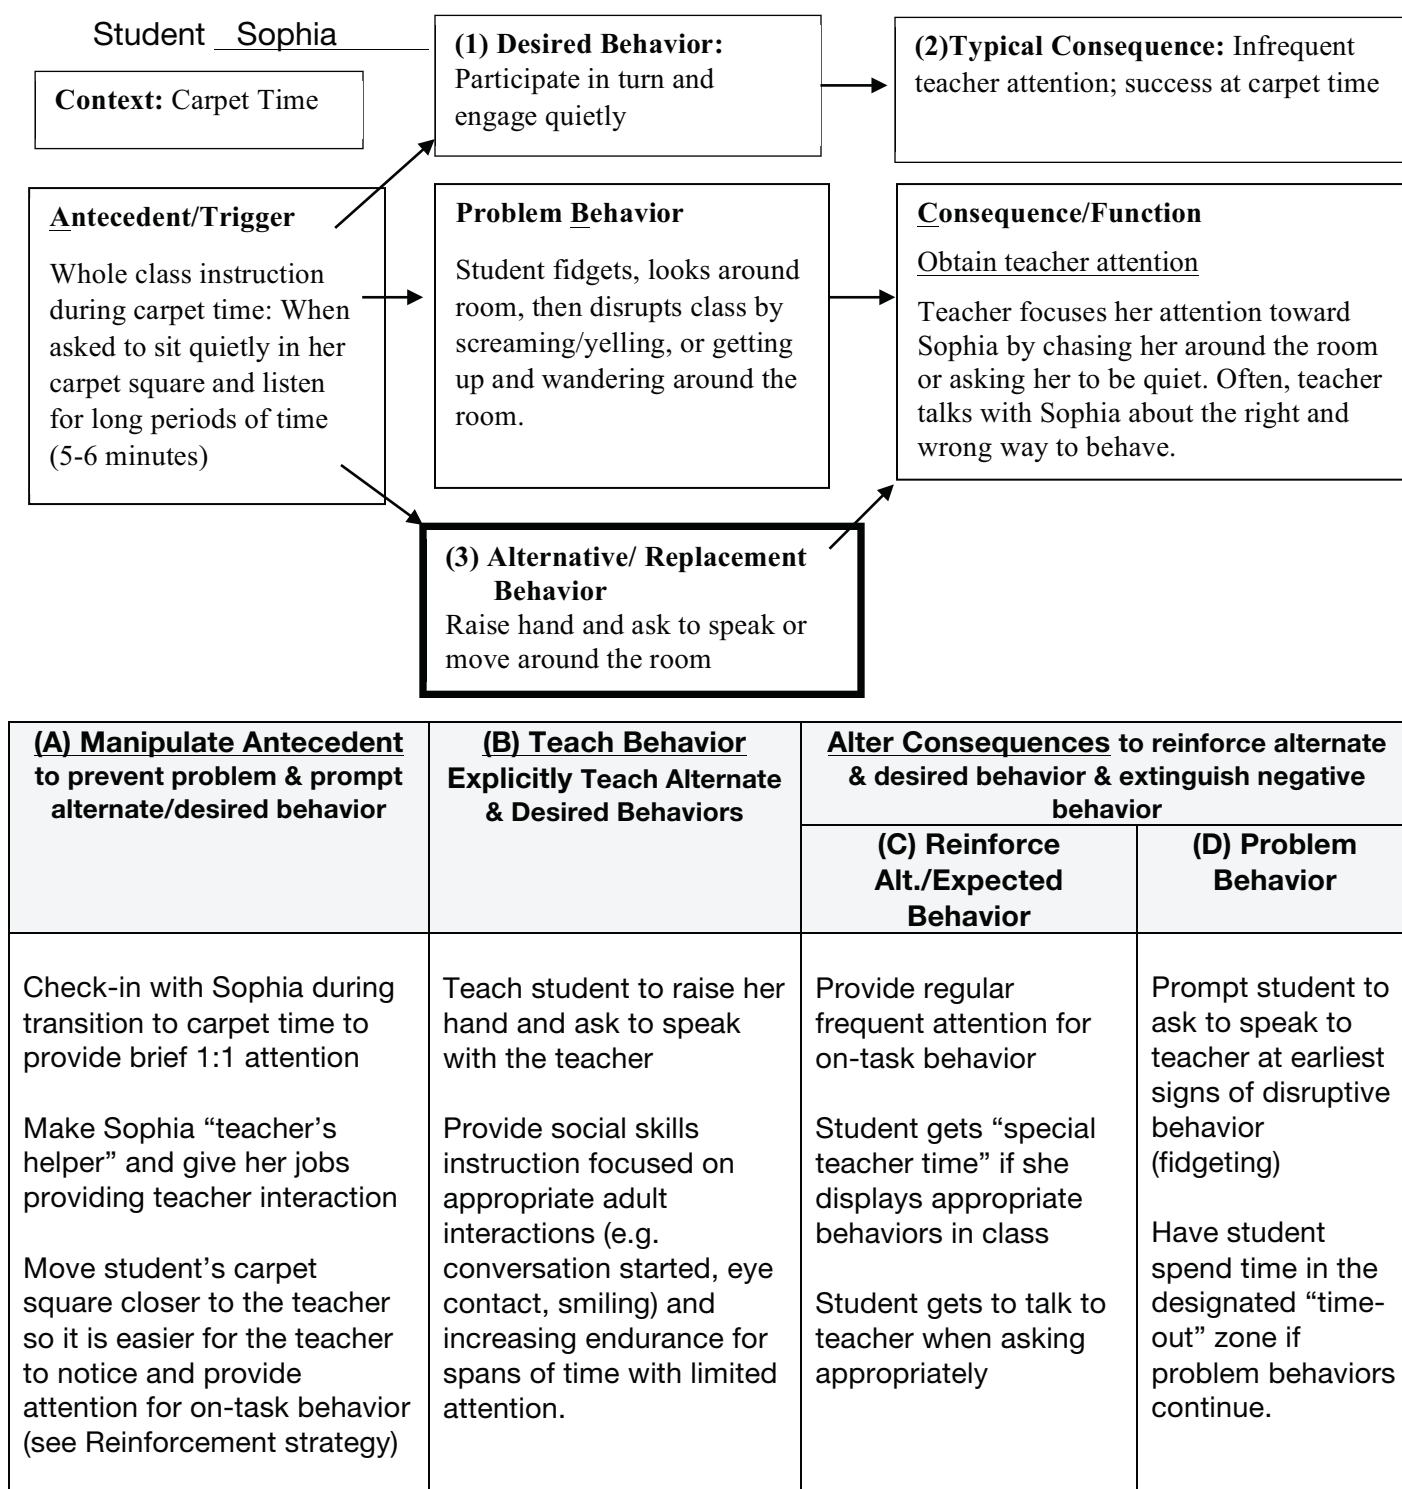 Student Sophia
Context: Carpet Time
(1) Desired Behavior:
Participate in turn and
engage quietly
(2)Typical Consequence: Infrequent
teacher attention; success at carpet time
Antecedent/Trigger
Whole class instruction
during carpet time: When
asked to sit quietly in her
carpet square and listen
for long periods of time
(5-6 minutes)
Problem Behavior
Student fidgets, looks around
room, then disrupts class by
screaming/yelling, or getting
up and wandering around the
room.
Consequence/Function
Obtain teacher attention
Teacher focuses her attention toward
Sophia by chasing her around the room
or asking her to be quiet. Often, teacher
talks with Sophia about the right and
wrong way to behave.
(3) Alternative/ Replacement
Behavior
Raise hand and ask to speak or
move around the room
(A) Manipulate Antecedent
to prevent problem & prompt
alternate/desired behavior
(B) Teach Behavior
Explicitly Teach Alternate
& Desired Behaviors
Alter Consequences to reinforce alternate
& desired behavior & extinguish negative
behavior
(C) Reinforce
Alt./Expected
Behavior
(D) Problem
Behavior
Check-in with Sophia during
transition to carpet time to
provide brief 1:1 attention
Make Sophia “teacher’s
helper” and give her jobs
providing teacher interaction
Move student’s carpet
square closer to the teacher
so it is easier for the teacher
to notice and provide
attention for on-task behavior
(see Reinforcement strategy)
Teach student to raise her
hand and ask to speak
with the teacher
Provide social skills
instruction focused on
appropriate adult
interactions (e.g.
conversation started, eye
contact, smiling) and
increasing endurance for
spans of time with limited
attention.
Provide regular
frequent attention for
on-task behavior
Student gets “special
teacher time” if she
displays appropriate
behaviors in class
Student gets to talk to
teacher when asking
appropriately
Prompt student to
ask to speak to
teacher at earliest
signs of disruptive
behavior
(fidgeting)
Have student
spend time in the
designated “time-
out” zone if
problem behaviors
continue.